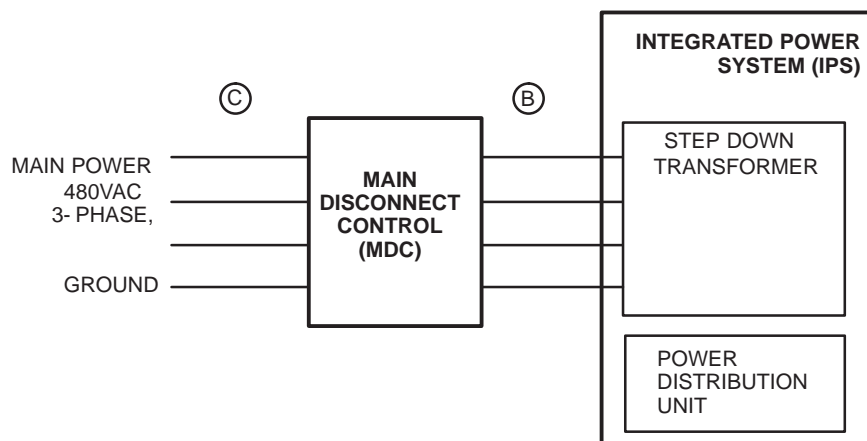 INTEGRATED POWER
SYSTEM (IPS)
C
B
MAIN POWER
480VAC
3- PHASE,
GROUND
MAIN
DISCONNECT
CONTROL
(MDC)
STEP DOWN
TRANSFORMER
POWER
DISTRIBUTION
UNIT